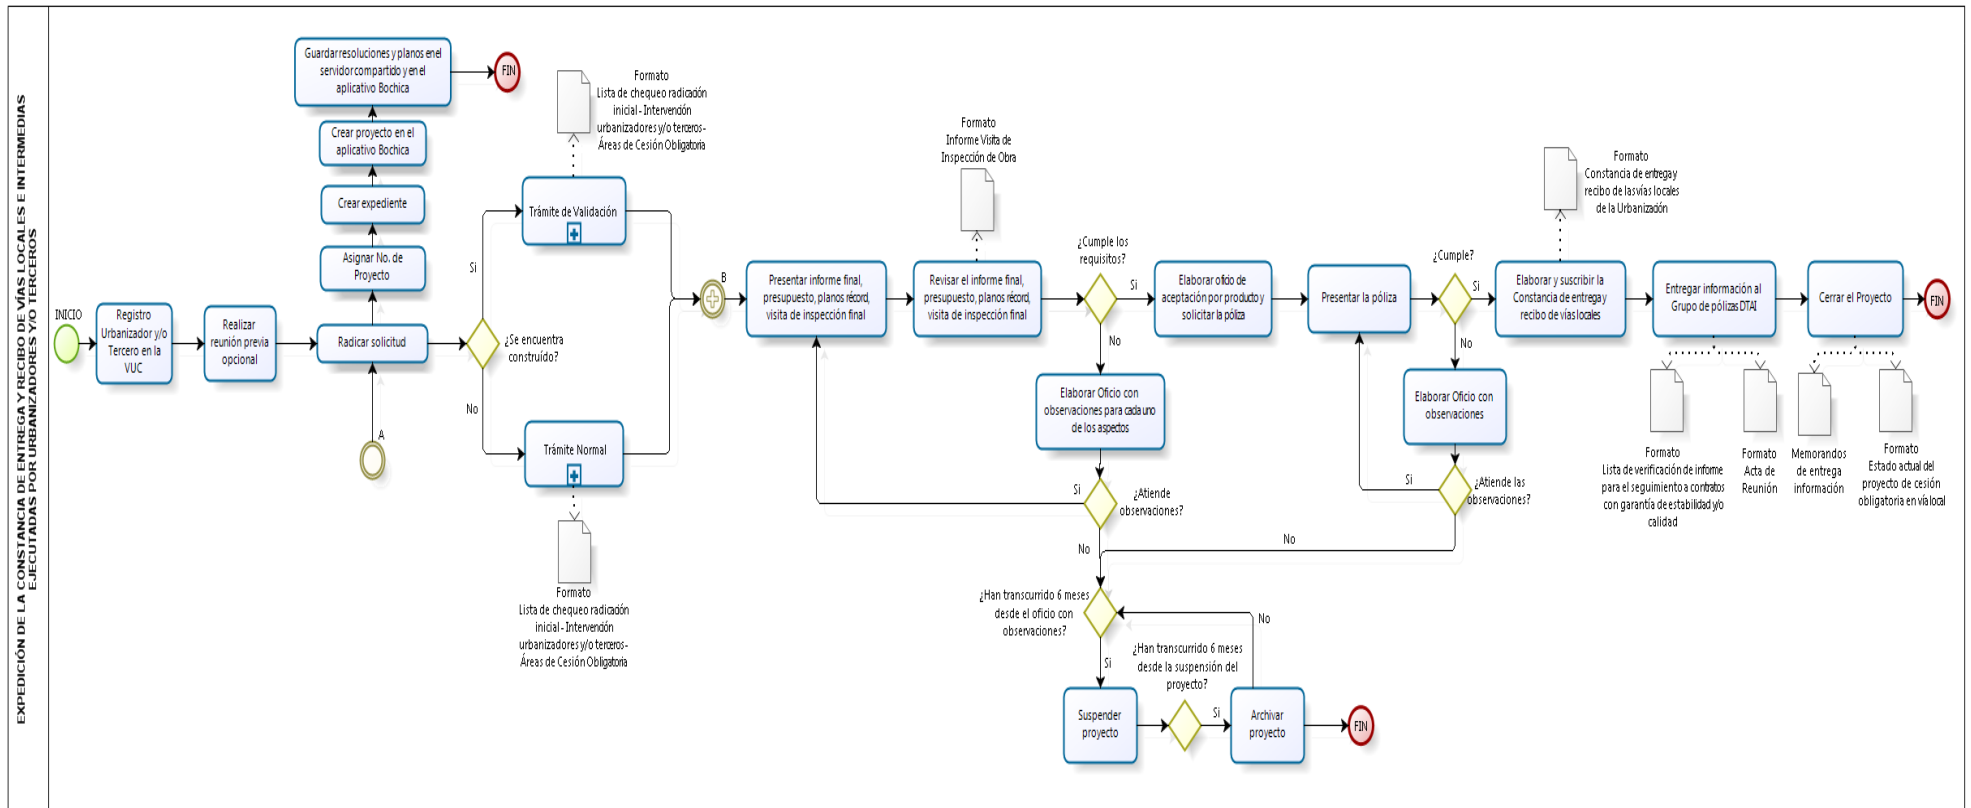 EXPEDICIÓN DE LA CONSTANCIA DE ENTREGA Y RECIBO DE VÍAS LOCALES E INTERMEDIAS
EJECUTADAS POR URBANIZADORES Y/O TERCEROS
INICIO
Registro
Urbanizador y/o
Tercero en la
VUC
Realizar
reunión previa
opcional
Radicar solicitud
A
Asignar No. de
Proyecto
Crear expediente
Crear proyecto en el
aplicativo Bochica
Guardar resoluciones y planos en el
servidor compartido y en el
aplicativo Bochica
FIN
¿Se encuentra
construído?
Si
No
Formato
Lista de chequeo radicación
inicial - Intervención
urbanizadores y/o terceros-
Áreas de Cesión Obligatoria
Trámite de Validación
Trámite Normal
Formato
Lista de chequeo radicación
inicial - Intervención
urbanizadores y/o terceros-
Áreas de Cesión Obligatoria
B
Presentar informe final,
presupuesto, planos récord,
visita de inspección final
Formato
Informe Visita de
Inspección de Obra
Revisar el informe final,
presupuesto, planos récord,
visita de inspección final
¿Cumple los
requisitos?
Si
No
Elaborar Oficio con
observaciones para cada uno
de los aspectos
Si
¿Atiende
observaciones?
No
Elaborar oficio de
aceptación por producto y
solicitar la póliza
Presentar la póliza
¿Cumple?
Si
No
Elaborar Oficio con
observaciones
Si
¿Atiende las
observaciones?
No
¿Han transcurrido 6 meses
desde el oficio con
observaciones?
Si
Suspender
proyecto
¿Han transcurrido 6 meses
desde la suspensión del
proyecto?
Si
No
Archivar
proyecto
FIN
Formato
Constancia de entrega y
recibo de las vías locales
de la Urbanización
Elaborar y suscribir la
Constancia de entrega y
recibo de vías locales
Entregar información al
Grupo de pólizas DTAI
Formato
Lista de verificación de informe
para el seguimiento a contratos
con garantía de estabilidad y/o
calidad
Formato
Acta de
Reunión
Cerrar el Proyecto
Memorandos
de entrega
información
Formato
Estado actual del
proyecto de cesión
obligatoria en vía local
FIN